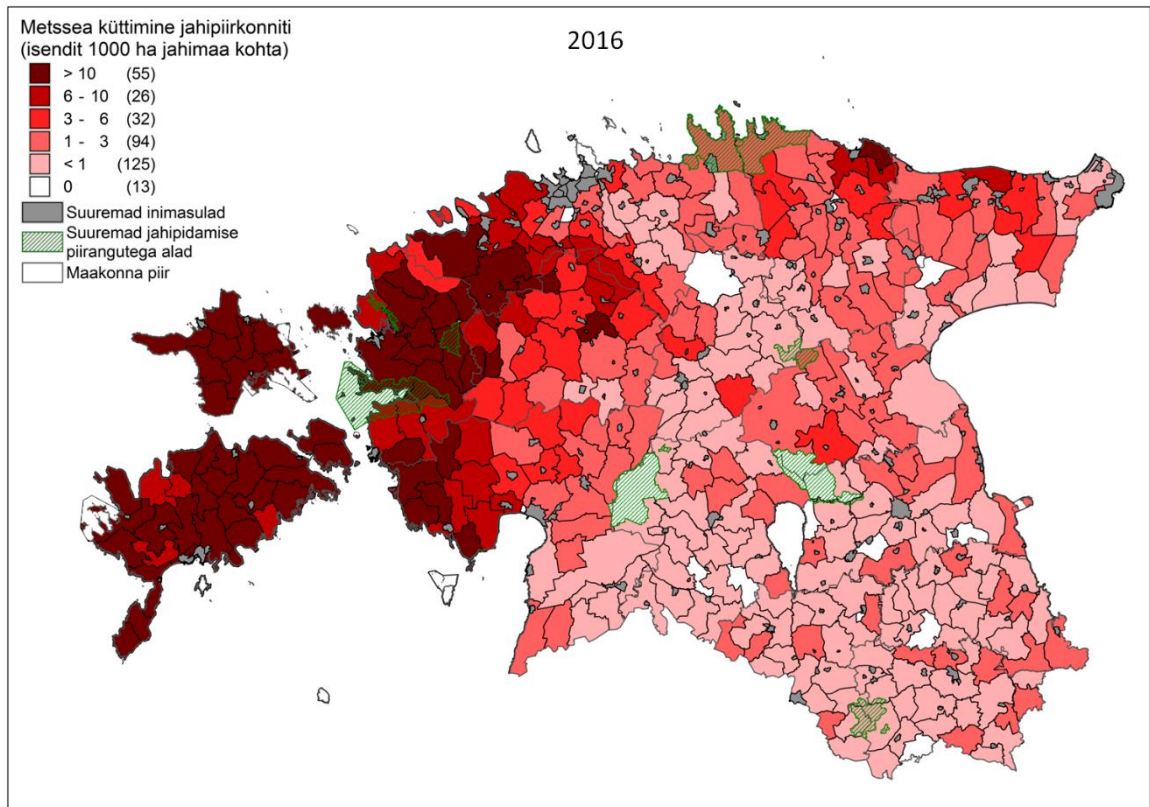 Metssea küttimine jahipiirkonniti
(isendit 1000 ha jahimaa kohta)
2016
> 10 (55)
6 - 10 (26)
3 - 6 (32)
1 - 3 (94)
< 1 (125)
0 (13)
Suuremad inimasulad
Suuremad jahipidamise
piirangutega alad
Maakonna piir